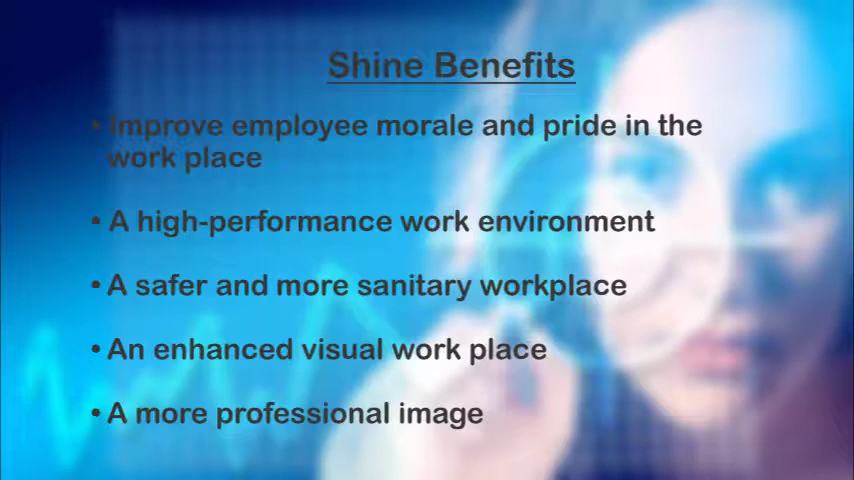 Shine Benefits
• Improve employee morale and pride in the
work place
• A high-performance work environment
• A safer and more sanitary workplace
• An enhanced visual work place
• A more professional image